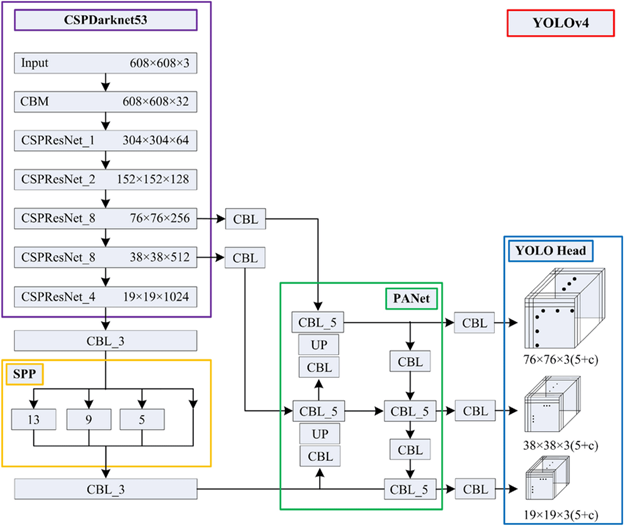 CSPDarknet53
YOLOv4
Input 608×608×3
CBM 608×608×32
CSPResNet_1 304×304×64
CSPResNet_2 152×152×128
CSPResNet_8 76×76×256
CBL
CSPResNet_8 38×38×512
CBL
YOLO Head
CSPResNet_4 19×19×1024
PANet
CBL_5
CBL
CBL_3
UP
CBL
CBL
76×76×3(5+c)
SPP
13
9
5
CBL_5
CBL_5
CBL
UP
CBL
CBL
38×38×3(5+c)
CBL_3
CBL_5
CBL
19×19×3(5+c)